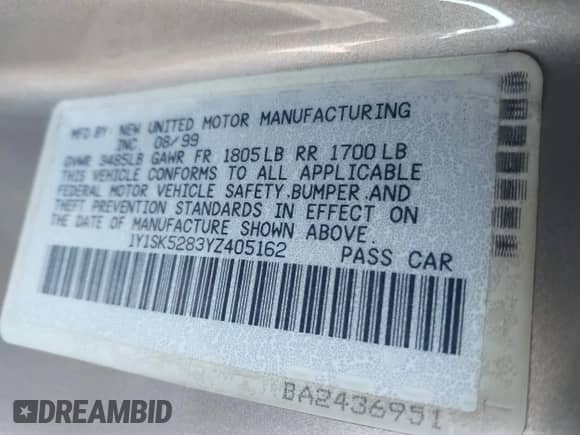 MFD BY NEW UNITED MOTOR MANUFACTURING
INC. 08/99
GVWR 3485LB GAWR FR 1805LB RR 1700LB
THIS VEHICLE CONFORMS TO ALL APPLICABLE
FEDERAL MOTOR VEHICLE SAFETY,BUMPER,AND
THEFT PREVENTION STANDARDS IN EFFECT ON
THE DATE OF MANUFACTURE SHOWN ABOVE.
1Y1SK5283YZ405162 PASS CAR
BA2436951
DREAMBID